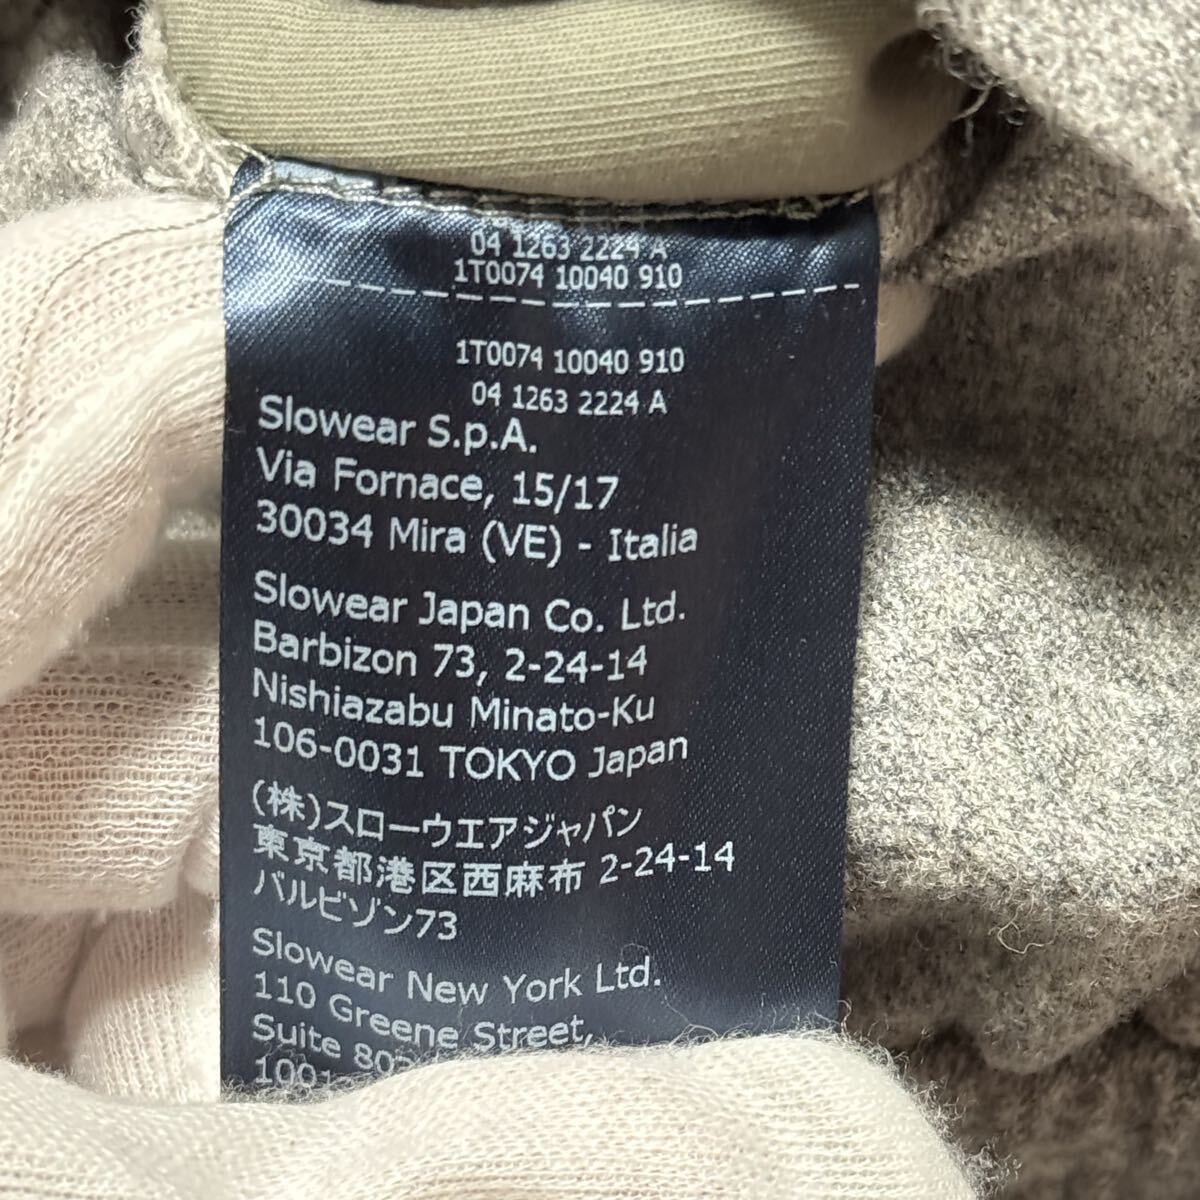 04 1263 2224 A
1T0074 10040 910
1T0074 10040 910
04 1263 2224 A
Slowear S.p.A.
Via Fornace, 15/17
30034 Mira (VE) - Italia
Slowear Japan Co. Ltd.
Barbizon 73, 2-24-14
Nishiazabu Minato-Ku
106-0031 TOKYO Japan
(株)スローウエアジャパン
東京都港区西麻布 2-24-14
バルビゾン73
Slowear New York Ltd.
110 Greene Street,
Suite